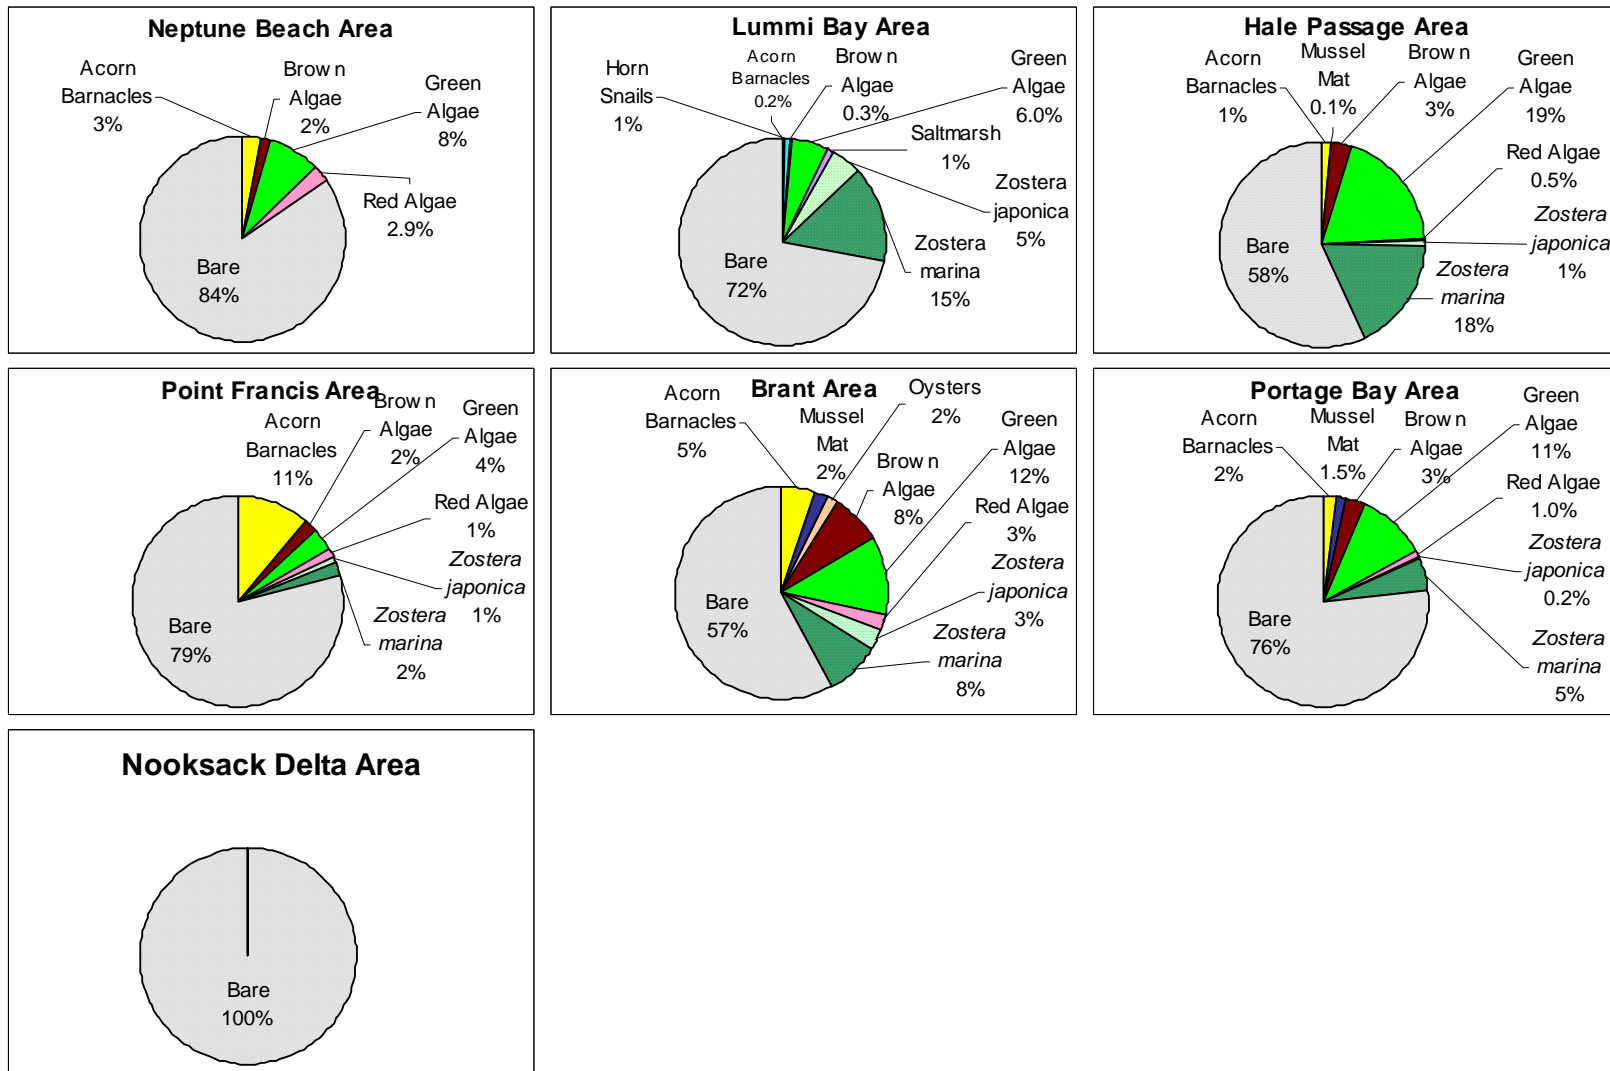 Neptune Beach Area
Acorn
Barnacles
3%
Brown
Algae
2%
Green
Algae
8%
Red Algae
2.9%
Bare
84%
Lummi Bay Area
Horn
Snails
1%
Acorn
Barnacles
0.2%
Brown
Algae
0.3%
Green
Algae
6.0%
Saltmarsh
1%
Zostera
japonica
5%
Zostera
marina
15%
Bare
72%
Hale Passage Area
Acorn
Barnacles
1%
Mussel
Mat
0.1%
Brown
Algae
3%
Green
Algae
19%
Red Algae
0.5%
Zostera
japonica
1%
Zostera
marina
18%
Bare
58%
Point Francis Area
Acorn
Barnacles
11%
Brown
Algae
2%
Green
Algae
4%
Red Algae
1%
Zostera
japonica
1%
Zostera
marina
2%
Bare
79%
Brant Area
Acorn
Barnacles
5%
Mussel
Mat
2%
Oysters
2%
Brown
Algae
8%
Green
Algae
12%
Red Algae
3%
Zostera
japonica
3%
Zostera
marina
8%
Bare
57%
Portage Bay Area
Acorn
Barnacles
2%
Mussel
Mat
1.5%
Brown
Algae
3%
Green
Algae
11%
Red Algae
1.0%
Zostera
japonica
0.2%
Zostera
marina
5%
Bare
76%
Nooksack Delta Area
Bare
100%